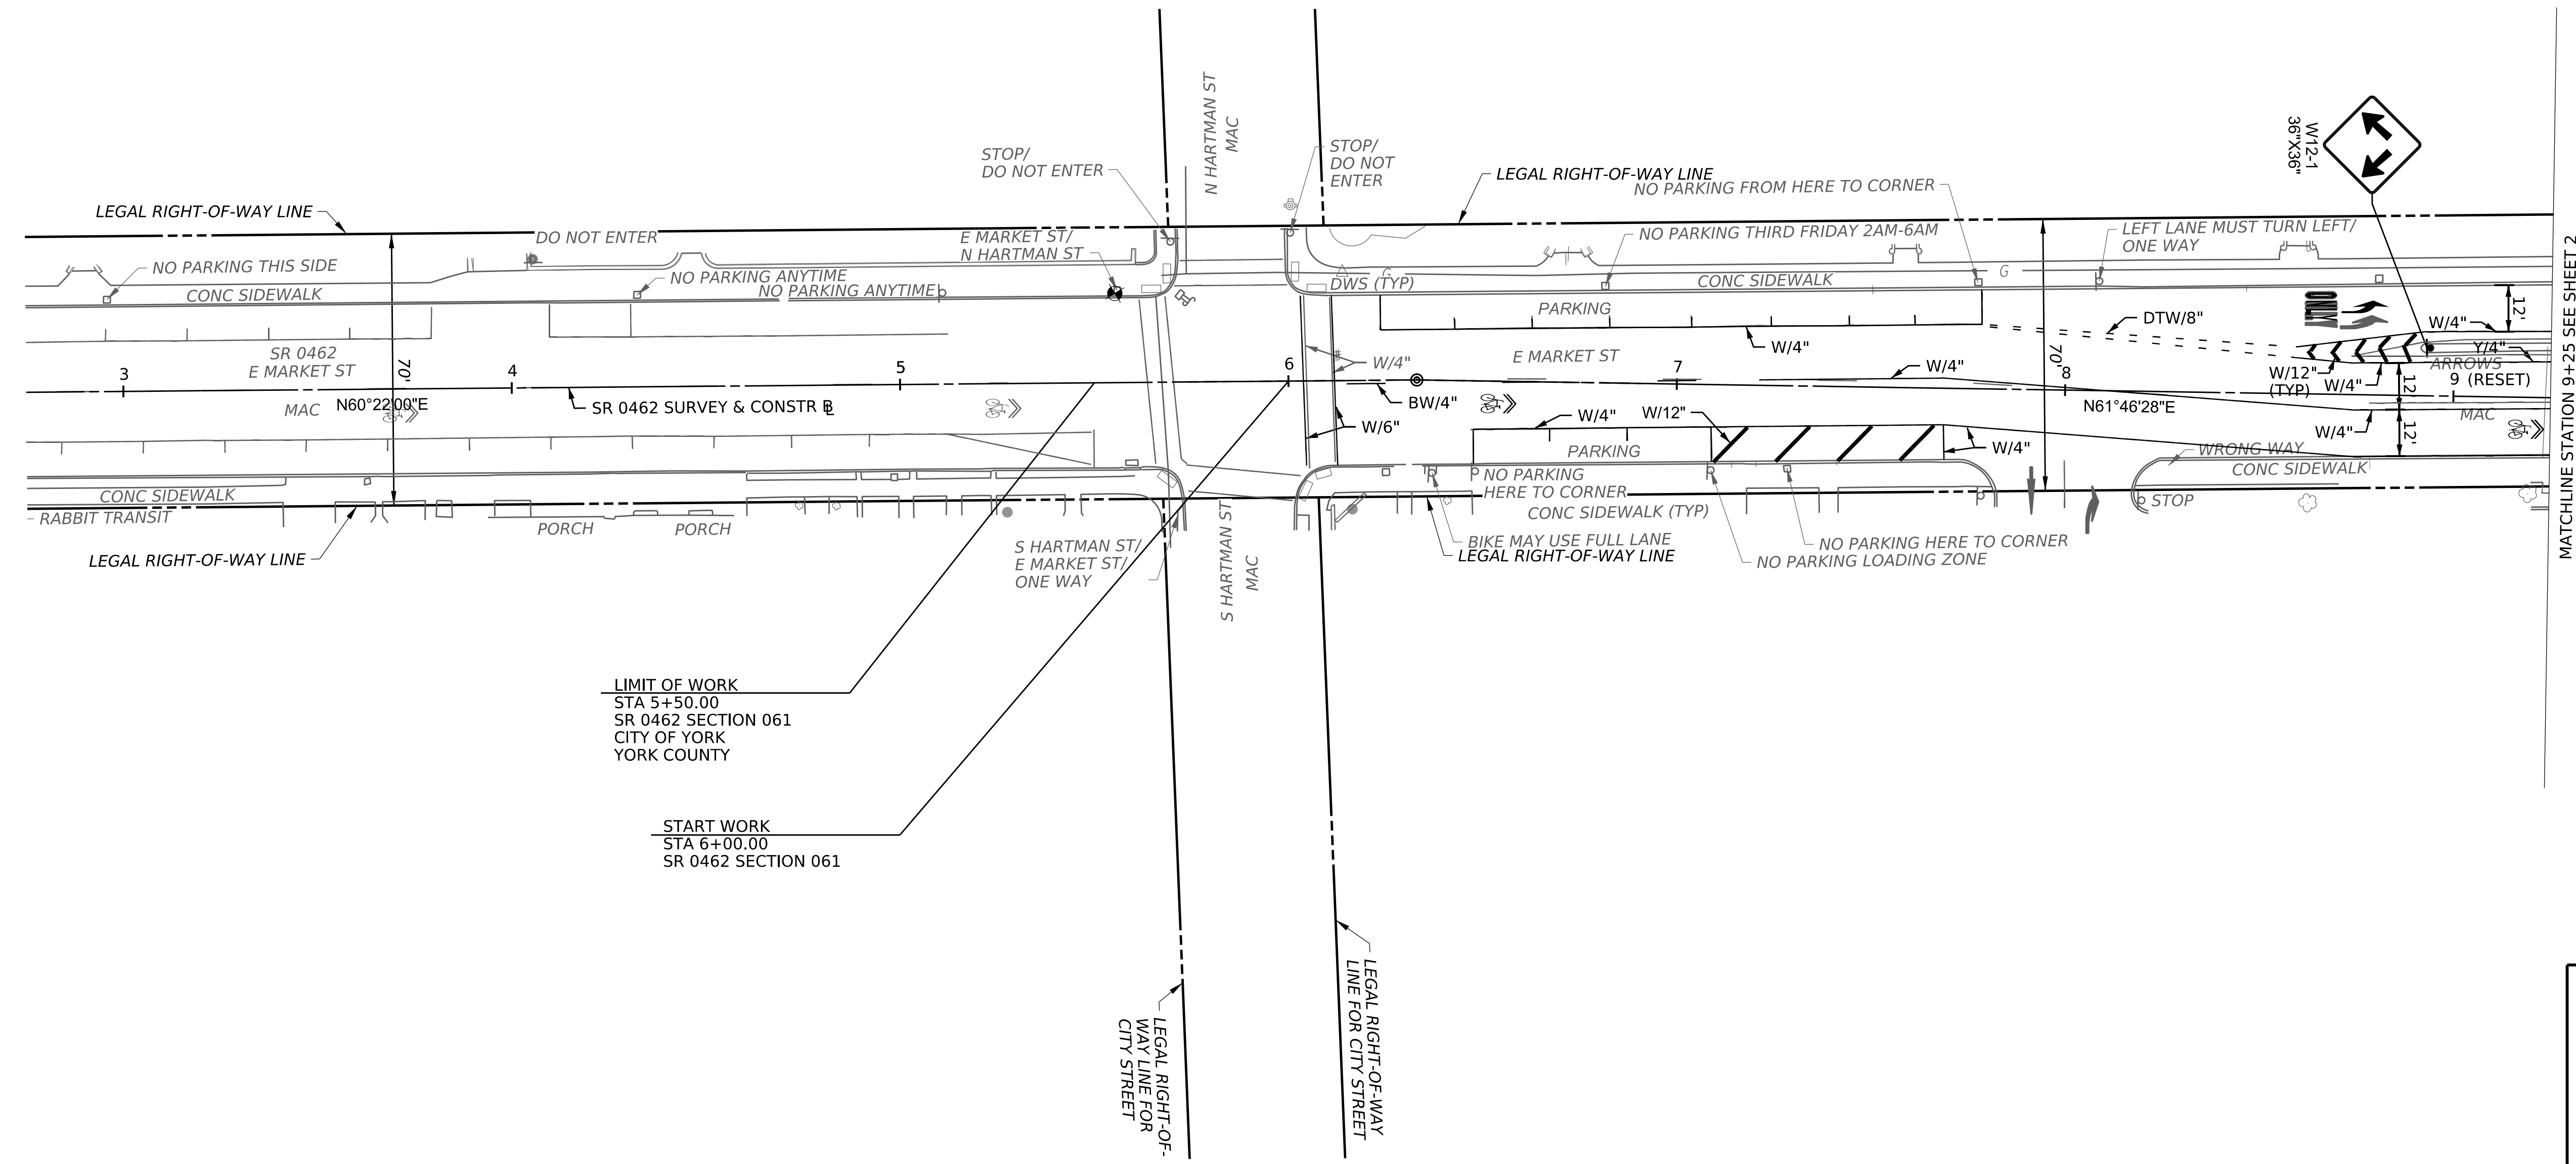 N HARTMAN ST
MAC
STOP/
DO NOT ENTER
STOP/
DO NOT
ENTER
LEGAL RIGHT-OF-WAY LINE
NO PARKING FROM HERE TO CORNER
W12-1
36"X36"
LEGAL RIGHT-OF-WAY LINE
DO NOT ENTER
E MARKET ST/
N HARTMAN ST
NO PARKING THIRD FRIDAY 2AM-6AM
LEFT LANE MUST TURN LEFT/
ONE WAY
MATCHLINE STATION 9+25 SEE SHEET 2
NO PARKING THIS SIDE
NO PARKING ANYTIME
NO PARKING ANYTIME
CONC SIDEWALK
DWS (TYP)
G
CONC SIDEWALK
G
PARKING
ONLY
12'
DTW/8"
W/4"
SR 0462
E MARKET ST
70'
W/4"
E MARKET ST
W/4"
70'
Y/4"
ARROWS
W/4"
W/12"
(TYP)
W/4"
12'
(RESET)
3
4
5
6
7
8
9
MAC
N60°22'00"E
SR 0462 SURVEY & CONSTR BL
BW/4"
W/4"
W/12"
N61°46'28"E
MAC
W/6"
W/4"
W/4"
12'
PARKING
WRONG WAY
CONC SIDEWALK
CONC SIDEWALK
NO PARKING
HERE TO CORNER
STOP
RABBIT TRANSIT
PORCH
PORCH
CONC SIDEWALK (TYP)
LEGAL RIGHT-OF-WAY LINE
S HARTMAN ST/
E MARKET ST/
ONE WAY
S HARTMAN ST
MAC
BIKE MAY USE FULL LANE
LEGAL RIGHT-OF-WAY LINE
NO PARKING HERE TO CORNER
NO PARKING LOADING ZONE
LIMIT OF WORK
STA 5+50.00
SR 0462 SECTION 061
CITY OF YORK
YORK COUNTY
START WORK
STA 6+00.00
SR 0462 SECTION 061
LEGAL RIGHT-OF-
WAY LINE FOR
CITY STREET
LEGAL RIGHT-OF-WAY
LINE FOR CITY STREET